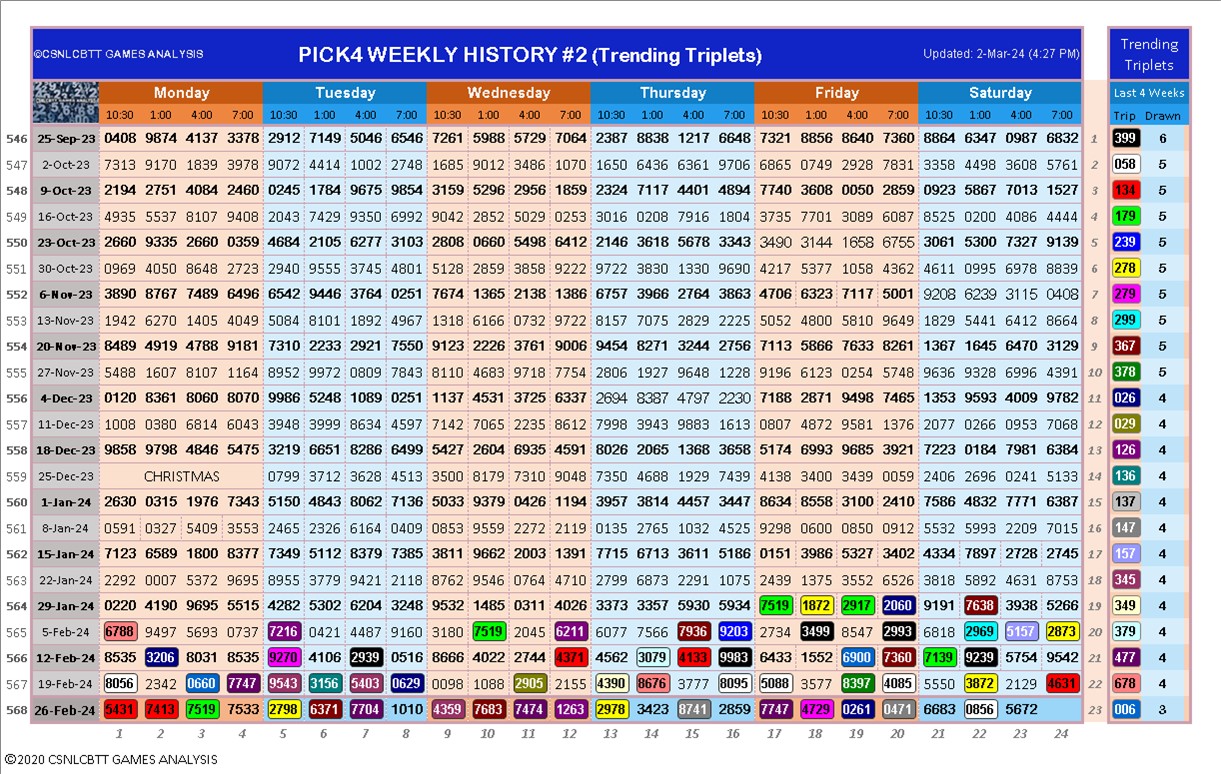 ©CSNLCBTT GAMES ANALYSIS PICK4 WEEKLY HISTORY #2 (Trending Triplets) Updated: 2-Mar-24 (4:27 PM) Trending Triplets
Monday Tuesday Wednesday Thursday Friday Saturday Last 4 Weeks
10:30 1:00 4:00 7:00 10:30 1:00 4:00 7:00 10:30 1:00 4:00 7:00 10:30 1:00 4:00 7:00 10:30 1:00 4:00 7:00 10:30 1:00 4:00 7:00 Trip Drawn
546 25-Sep-23 0408 9874 4137 3378 2912 7149 5046 6546 7261 5988 5729 7064 2387 8838 1217 6648 7321 8856 8640 7360 8864 6347 0987 6832 1 399 6
547 2-Oct-23 7313 9170 1839 3978 9072 4414 1002 2748 1685 9012 3486 1070 1650 6436 6361 9706 6865 0749 2928 7831 3358 4498 3608 5761 2 058 5
548 9-Oct-23 2194 2751 4084 2460 0245 1784 9675 9854 3159 5296 2956 1859 2324 7117 4401 4894 7740 3608 0050 2859 0923 5867 7013 1527 3 134 5
549 16-Oct-23 4935 5537 8107 9408 2043 7429 9350 6992 9042 2852 5029 0253 3016 0208 7916 1804 3735 7701 3089 6087 8525 0200 4086 4444 4 179 5
550 23-Oct-23 2660 9335 2660 0359 4684 2105 6277 3103 2808 0660 5498 6412 2146 3618 5678 3343 3490 3144 1658 6755 3061 5300 7327 9139 5 239 5
551 30-Oct-23 0969 4050 8648 2723 2940 9555 3745 4801 5128 2859 3858 9222 9722 3830 1330 9690 4217 5377 1058 4362 4611 0995 6978 8839 6 278 5
552 6-Nov-23 3890 8767 7489 6496 6542 9446 3764 0251 7674 1365 2138 1386 6757 3966 2764 3863 4706 6323 7117 5001 9208 6239 3115 0408 7 279 5
553 13-Nov-23 1942 6270 1405 4049 5084 8101 1892 4967 1318 6166 0732 9722 8157 7075 2829 2225 5052 4800 5810 9649 1829 5441 6412 8664 8 299 5
554 20-Nov-23 8489 4919 4788 9181 7310 2233 2921 7550 9123 2226 3761 9006 9454 8271 3244 2756 7113 5866 7633 8261 1367 1645 6470 3129 9 367 5
555 27-Nov-23 5488 1607 8107 1164 8952 9972 0809 7843 8110 4683 9718 7754 2806 1927 9648 1228 9196 6123 0254 5748 9636 9328 6996 4391 10 378 5
556 4-Dec-23 0120 8361 8060 8070 9986 5248 1089 0251 1137 4531 3725 6337 2694 8387 4797 2230 7188 2871 9498 7465 1353 9593 4009 9782 11 026 4
557 11-Dec-23 1008 0380 6814 6043 3948 3999 8634 4597 7142 7065 2235 8612 7998 3943 9883 1613 0807 4872 9581 1376 2077 0266 0953 7068 12 029 4
558 18-Dec-23 9858 9798 4846 5475 3219 6651 8286 6499 5427 2604 6935 4591 8026 2065 1368 3658 5174 6993 9685 3921 7223 0184 7981 6384 13 126 4
559 25-Dec-23 CHRISTMAS 0799 3712 3628 4513 3500 8179 7310 9048 7350 4688 1929 7439 4138 3400 3439 0059 2406 2696 0241 5133 14 136 4
560 1-Jan-24 2630 0315 1976 7343 5150 4843 8062 7136 5033 9379 0426 1194 3957 3814 4457 3447 8634 8558 3100 2410 7586 4832 7771 6387 15 137 4
561 8-Jan-24 0591 0327 5409 3553 2465 2326 6164 0409 0853 9559 2272 2119 0135 2765 1032 4525 9298 0600 0850 0912 5532 5993 2209 7015 16 147 4
562 15-Jan-24 7123 6589 1800 8377 7349 5112 8379 7385 3811 9662 2003 1391 7715 6713 3611 5186 0151 3986 5327 3402 4334 7897 2728 2745 17 157 4
563 22-Jan-24 2292 0007 5372 9695 8955 3779 9421 2118 8762 9546 0764 4710 2799 6873 2291 1075 2439 1375 3552 6526 3818 5892 4631 8753 18 345 4
564 29-Jan-24 0220 4190 9695 5515 4282 5302 6204 3248 9532 1485 0311 4026 3373 3357 5930 5934 7519 1872 2917 2060 9191 7638 3938 5266 19 349 4
565 5-Feb-24 6788 9497 5693 0737 7216 0421 4487 9160 3180 7519 2045 6211 6077 7566 7936 9203 2734 3499 8547 2993 6818 2969 5157 2873 20 379 4
566 12-Feb-24 8535 3206 8031 8535 9270 4106 2939 0516 8666 4022 2744 4371 4562 3079 4133 9983 6433 1552 6900 7360 7139 9239 5754 9542 21 477 4
567 19-Feb-24 8056 2342 0660 7747 9543 3156 5403 0629 0098 1088 2905 2155 4390 8676 3777 8095 5088 3577 8397 4085 5550 3872 2129 4631 22 678 4
568 26-Feb-24 5431 7413 7519 7533 2798 6371 7704 1010 4359 7683 7474 1263 2978 3423 8741 2859 7747 4729 0261 0471 6683 0856 5672 23 006 3
1 2 3 4 5 6 7 8 9 10 11 12 13 14 15 16 17 18 19 20 21 22 23 24
©2020 CSNLCBTT GAMES ANALYSIS